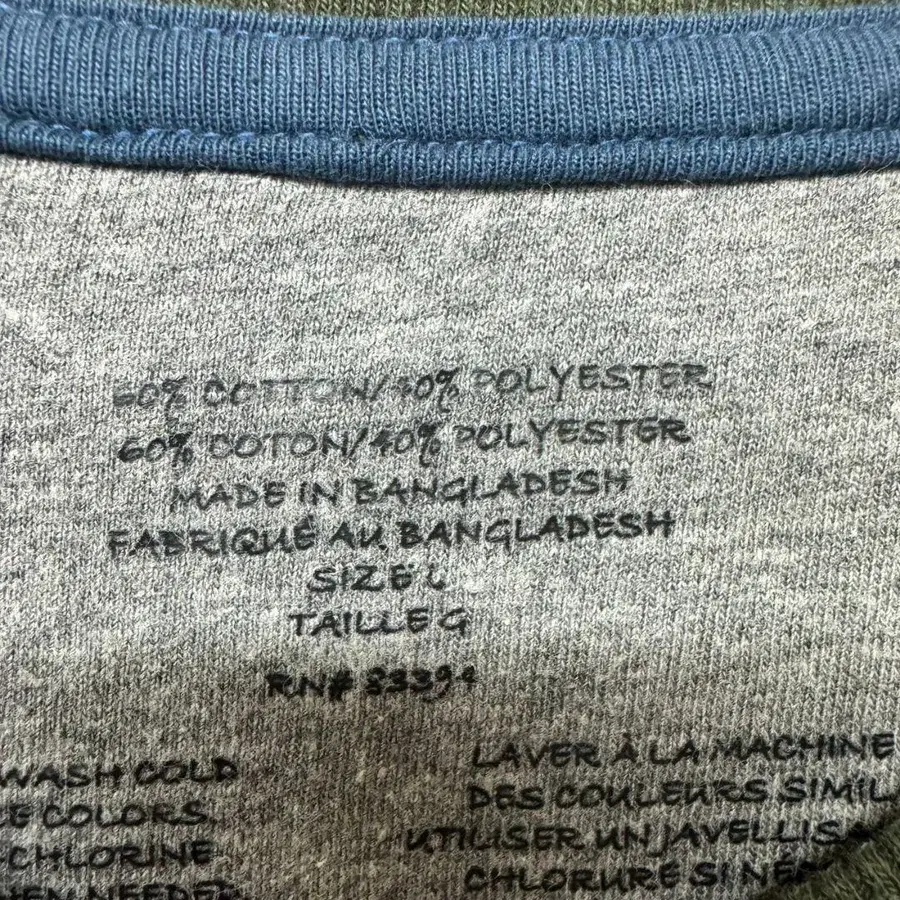 60% COTTON/40% POLYESTER
60% COTON/40% POLYESTER
MADE IN BANGLADESH
FABRIQUÉ AU BANGLADESH
SIZE L
TAILLE G
RN# 83394
WASH COLD
COLORS.
CHLORINE
NEEDED
LAVER À LA MACHINE
DES COULEURS
UTILISER UN
CHLORURE SI